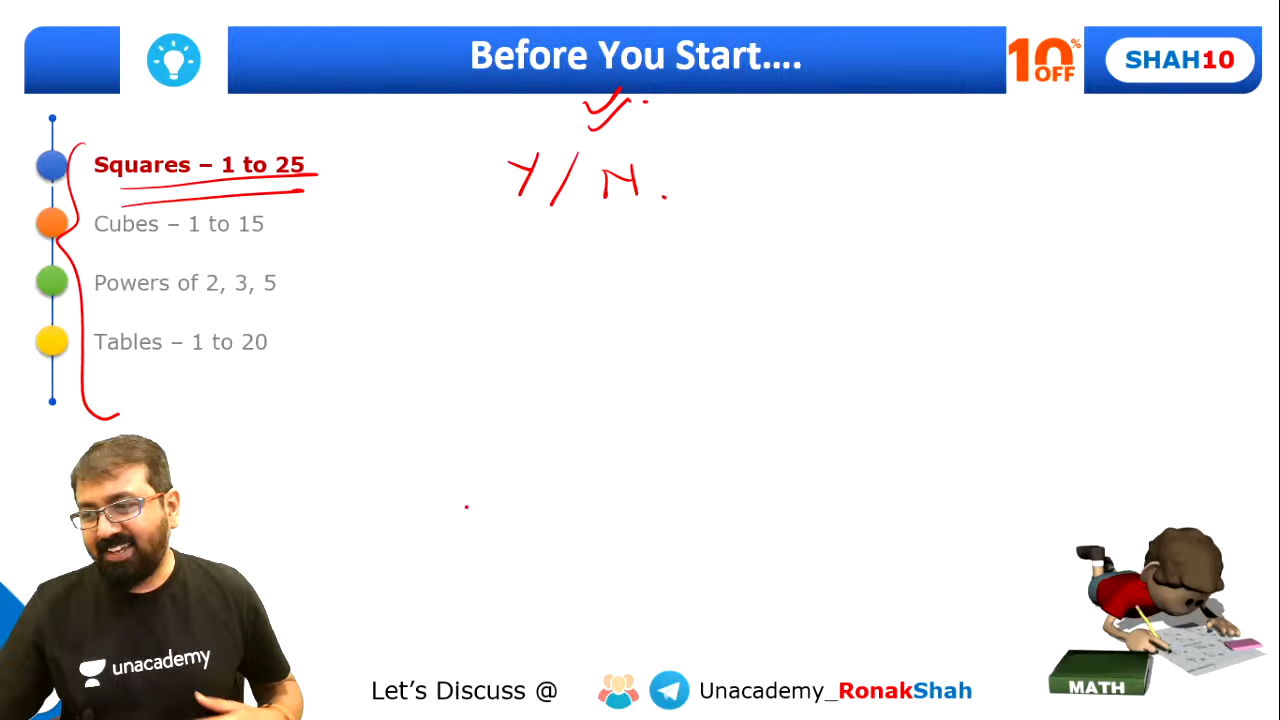 Before You Start....
10% OFF
SHAH10
Squares – 1 to 25
Y/N.
Cubes – 1 to 15
Powers of 2, 3, 5
Tables – 1 to 20
unacademy
MATH
Let's Discuss @ Unacademy_RonakShah